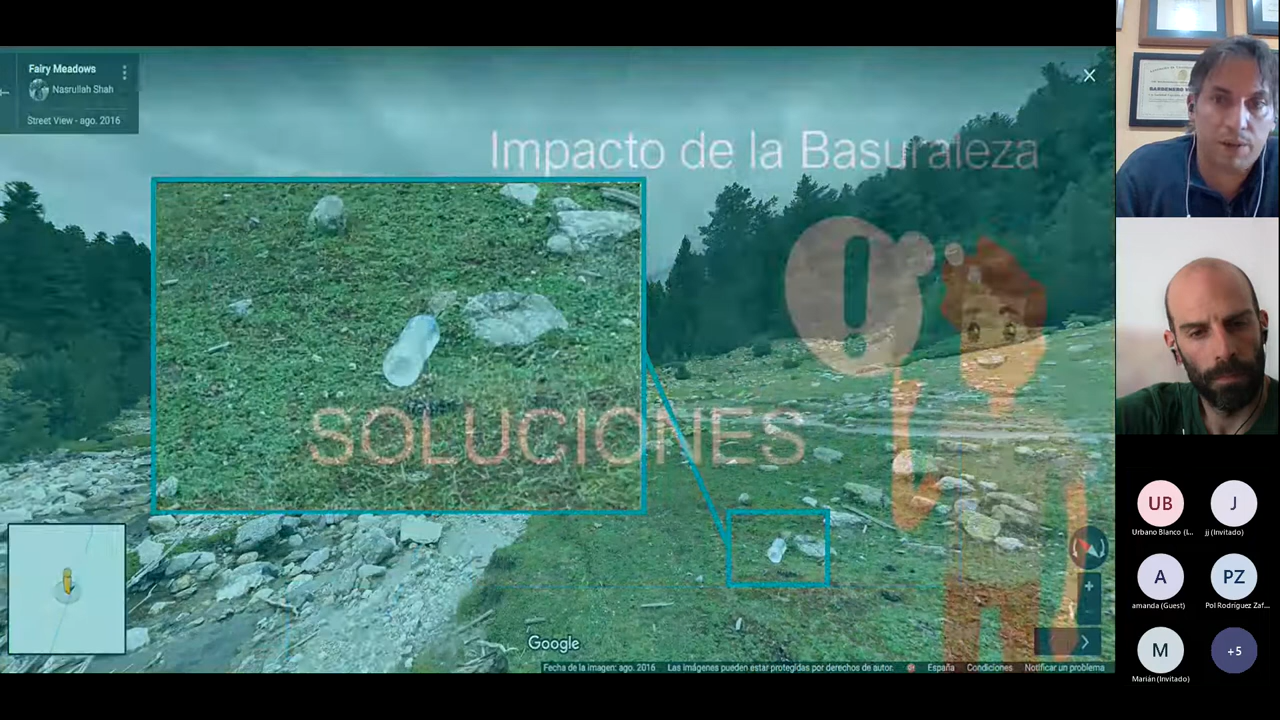 Fairy Meadows
Nasrullah Shah
Street View - ago. 2016
Impacto de la Basuraleza
SOLUCIONES
Google
Fecha de la imagen: ago. 2016 Las imágenes pueden estar protegidas por derechos de autor. España Condiciones Notificar un problema
UB
Urbano Blanco (I...
J
jj (Invitado)
A
amanda (Guest)
PZ
Pol Rodríguez Zaf...
M
Marián (Invitado)
+5